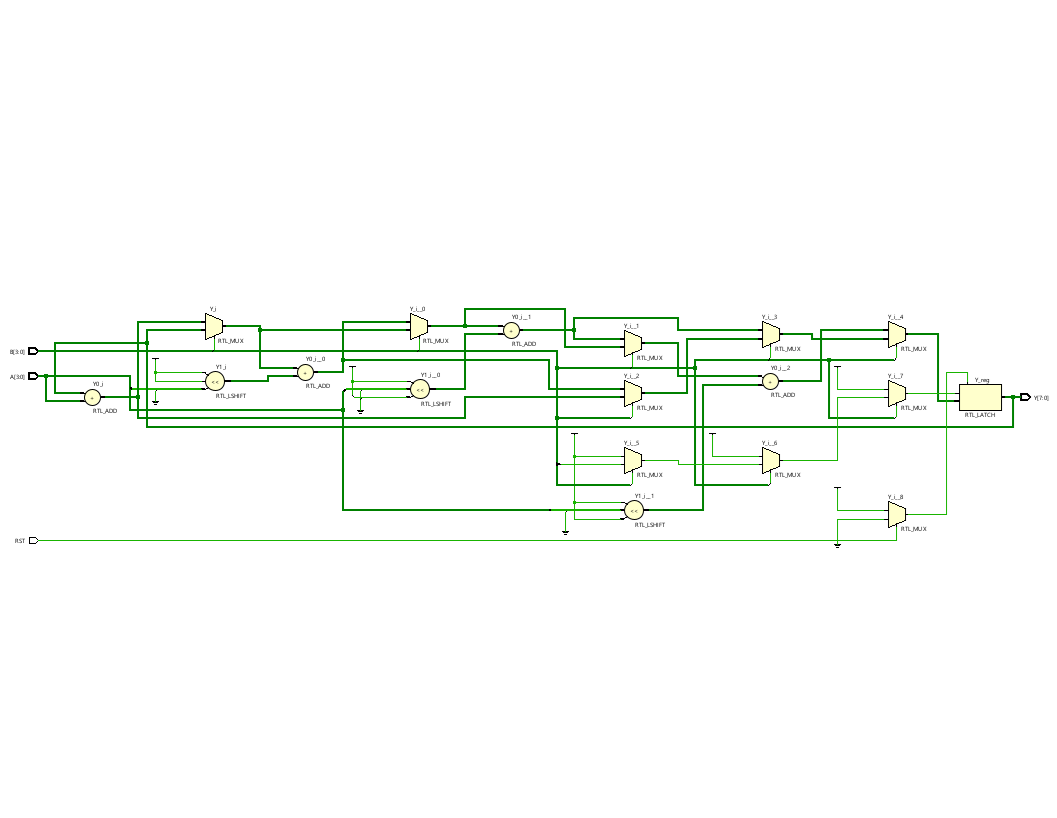 Y_i
RTL_MUX
Y_i__0
RTL_MUX
Y0_i__1
+
RTL_ADD
Y_i__1
RTL_MUX
Y_i__3
RTL_MUX
Y_i__4
RTL_MUX
B[3:0]
A[3:0]
Y0_i
+
RTL_ADD
Y1_i
<<
RTL_LSHIFT
Y0_i__0
+
RTL_ADD
Y1_i__0
<<
RTL_LSHIFT
Y_i__2
RTL_MUX
Y0_i__2
+
RTL_ADD
Y_i__7
RTL_MUX
Y_reg
RTL_LATCH
Y[7:0]
Y_i__5
RTL_MUX
Y_i__6
RTL_MUX
Y1_i__1
<<
RTL_LSHIFT
Y_i__8
RTL_MUX
RST